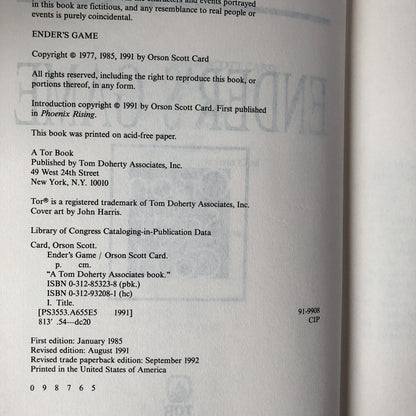 in this book are fictitious, and any resemblance to real people or
events is purely coincidental.
ENDER'S GAME
Copyright © 1977, 1985, 1991 by Orson Scott Card
All rights reserved, including the right to reproduce this book, or
portions thereof, in any form.
Introduction copyright © 1991 by Orson Scott Card. First published
in Phoenix Rising.
This book was printed on acid-free paper.
A Tor Book
Published by Tom Doherty Associates, Inc.
49 West 24th Street
New York, N.Y. 10010
Tor® is a registered trademark of Tom Doherty Associates, Inc.
Cover art by John Harris.
Library of Congress Cataloging-in-Publication Data
Card, Orson Scott.
Ender's Game / Orson Scott Card.
p. cm.
"A Tom Doherty Associates book."
ISBN 0-312-85323-8 (pbk.)
ISBN 0-312-93208-1 (hc)
I. Title.
[PS3553.A655E5 1991] 91-9908
813' .54—dc20 CIP
First edition: January 1985
Revised edition: August 1991
Revised trade paperback edition: September 1992
Printed in the United States of America
0 9 8 7 6 5